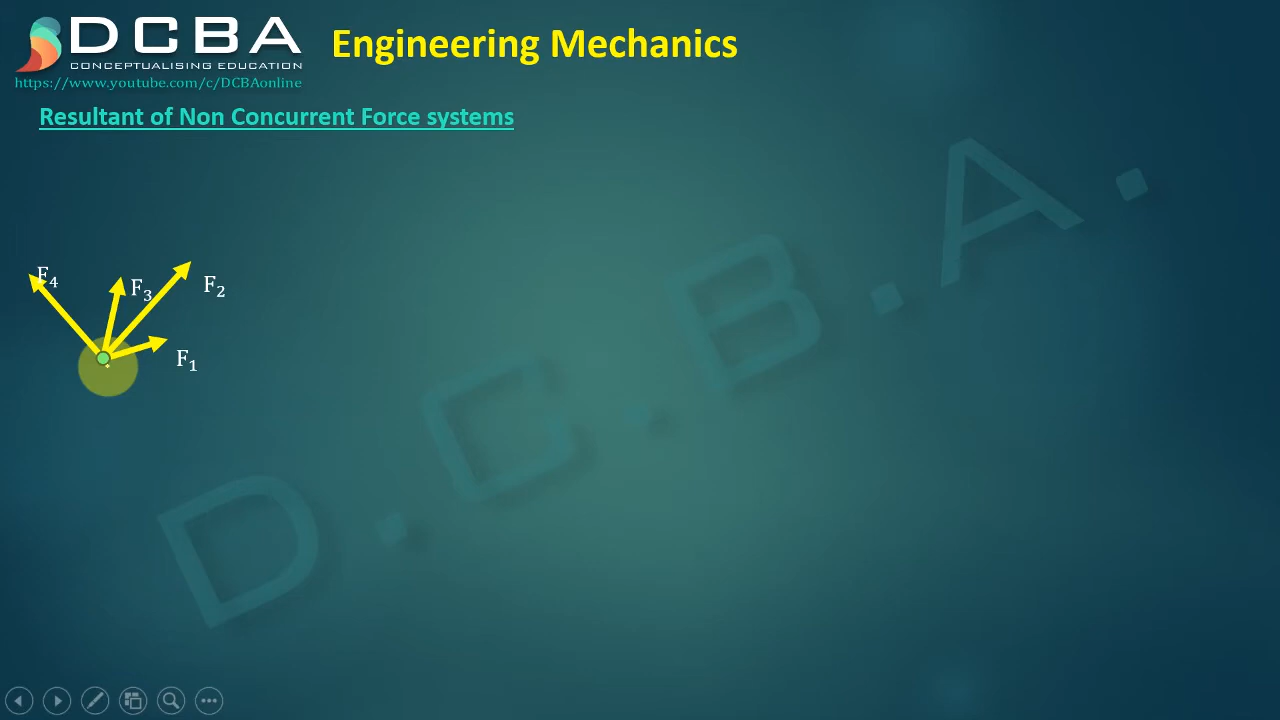 DCBA
CONCEPTUALISING EDUCATION
https://www.youtube.com/c/DCBAonline
Engineering Mechanics
Resultant of Non Concurrent Force systems
F4
F3
F2
F1
D.C.B.A.